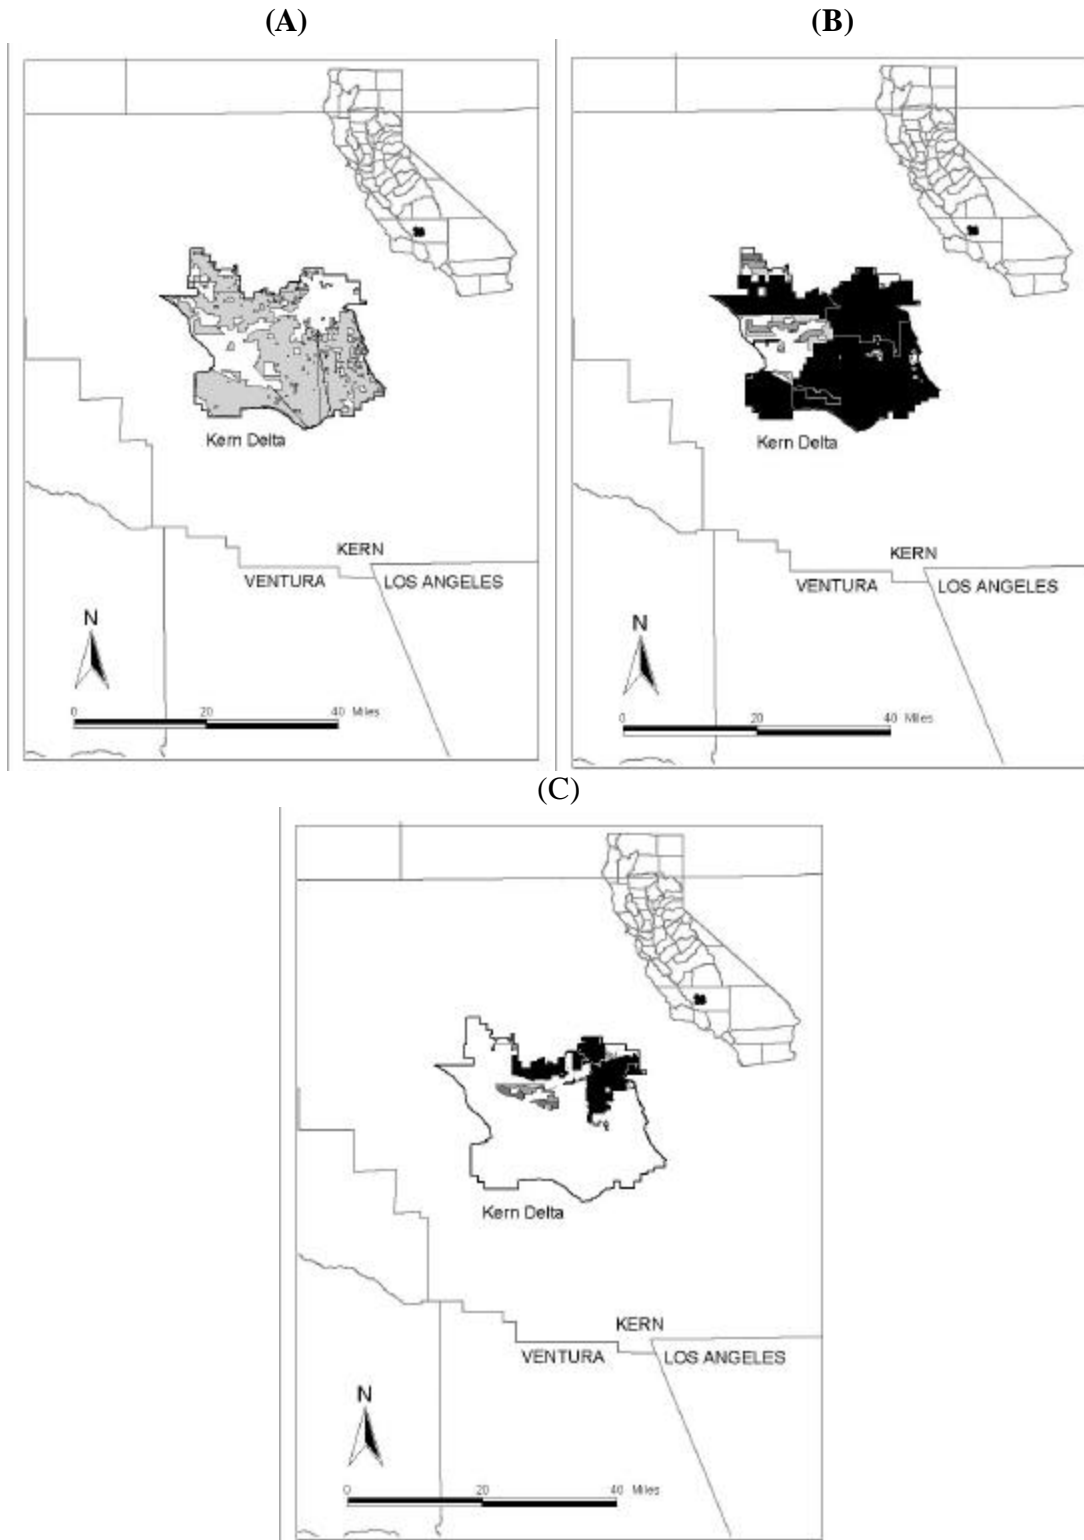 (A)
Kern Delta
KERN
VENTURA
LOS ANGELES
N
0
20
40 Miles
(B)
Kern Delta
KERN
VENTURA
LOS ANGELES
N
0
20
40 Miles
(C)
Kern Delta
KERN
VENTURA
LOS ANGELES
N
0
20
40 Miles